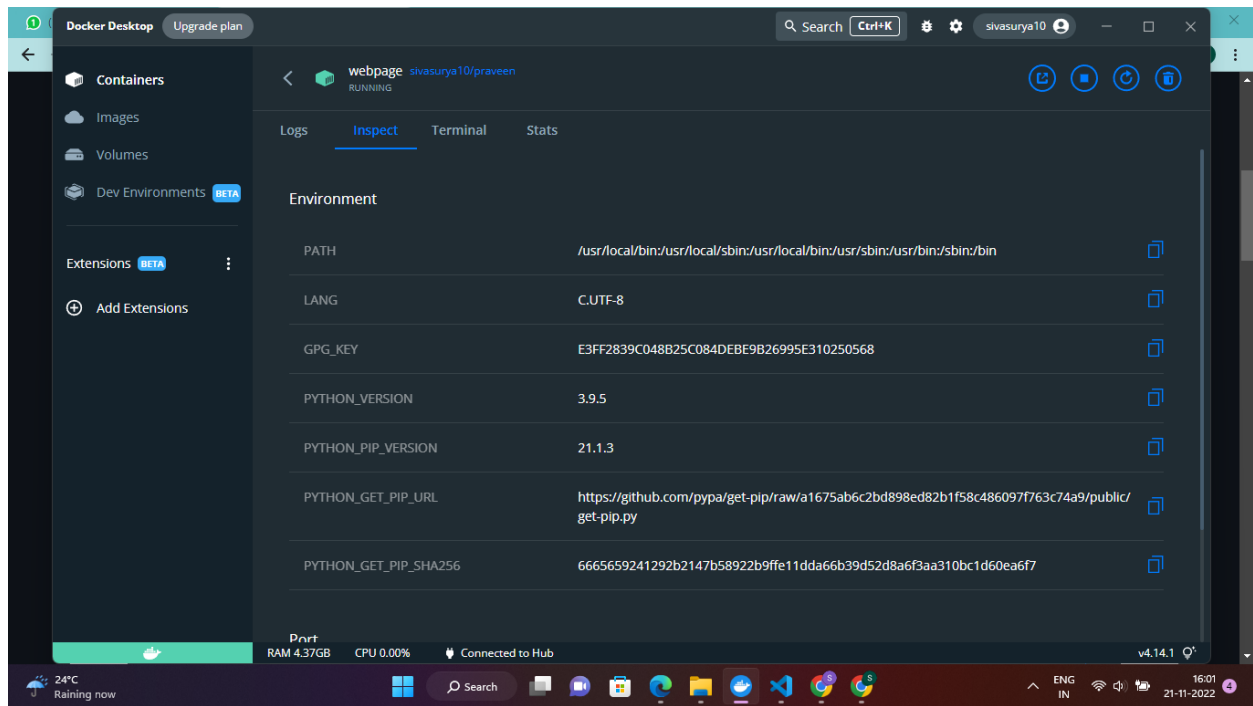 1
Docker Desktop Upgrade plan Search Ctrl+K sivasurya10
Containers
Images
Volumes
Dev Environments BETA
Extensions BETA
Add Extensions
webpage sivasurya10/praveen
RUNNING
Logs Inspect Terminal Stats
Environment
PATH /usr/local/bin:/usr/local/sbin:/usr/local/bin:/usr/sbin:/usr/bin:/sbin:/bin
LANG C.UTF-8
GPG_KEY E3FF2839C048B25C084DEBE9B26995E310250568
PYTHON_VERSION 3.9.5
PYTHON_PIP_VERSION 21.1.3
PYTHON_GET_PIP_URL https://github.com/pypa/get-pip/raw/a1675ab6c2bd898ed82b1f58c486097f763c74a9/public/
get-pip.py
PYTHON_GET_PIP_SHA256 6665659241292b2147b58922b9ffe11dda66b39d52d8a6f3aa310bc1d60ea6f7
Port
RAM 4.37GB CPU 0.00% Connected to Hub v4.14.1
24°C
Raining now
Search
S
S
ENG
IN
16:01
21-11-2022
4